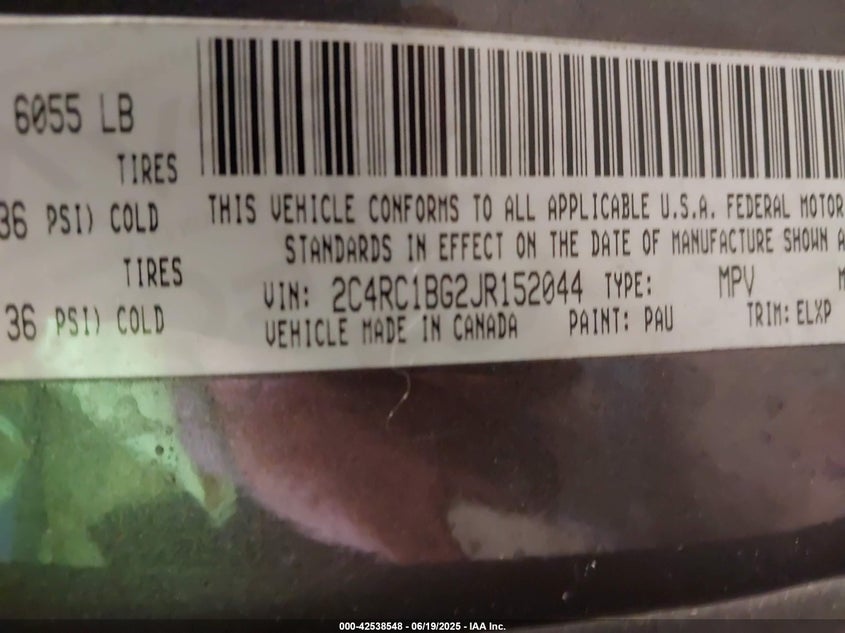 6055 LB
TIRES
36 PSI) COLD
TIRES
36 PSI) COLD
THIS VEHICLE CONFORMS TO ALL APPLICABLE U.S.A. FEDERAL MOTOR
STANDARDS IN EFFECT ON THE DATE OF MANUFACTURE SHOWN A
VIN: 2C4RC1BG2JR152044 TYPE: MPV M
VEHICLE MADE IN CANADA PAINT: PAU TRIM: ELXP
000-42538548 - 06/19/2025 - IAA Inc.